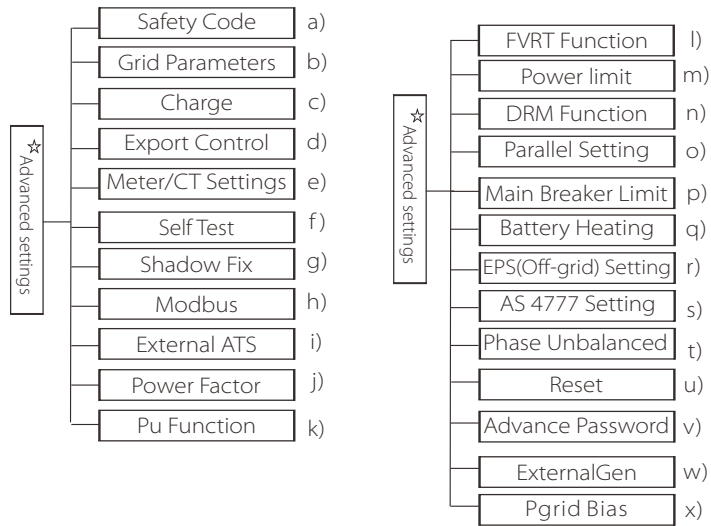 ☆ Advanced settings
Safety Code a)
Grid Parameters b)
Charge c)
Export Control d)
Meter/CT Settings e)
Self Test f)
Shadow Fix g)
Modbus h)
External ATS i)
Power Factor j)
Pu Function k)
☆ Advanced settings
FVRT Function l)
Power limit m)
DRM Function n)
Parallel Setting o)
Main Breaker Limit p)
Battery Heating q)
EPS(Off-grid) Setting r)
AS 4777 Setting s)
Phase Unbalanced t)
Reset u)
Advance Password v)
ExternalGen w)
Pgrid Bias x)